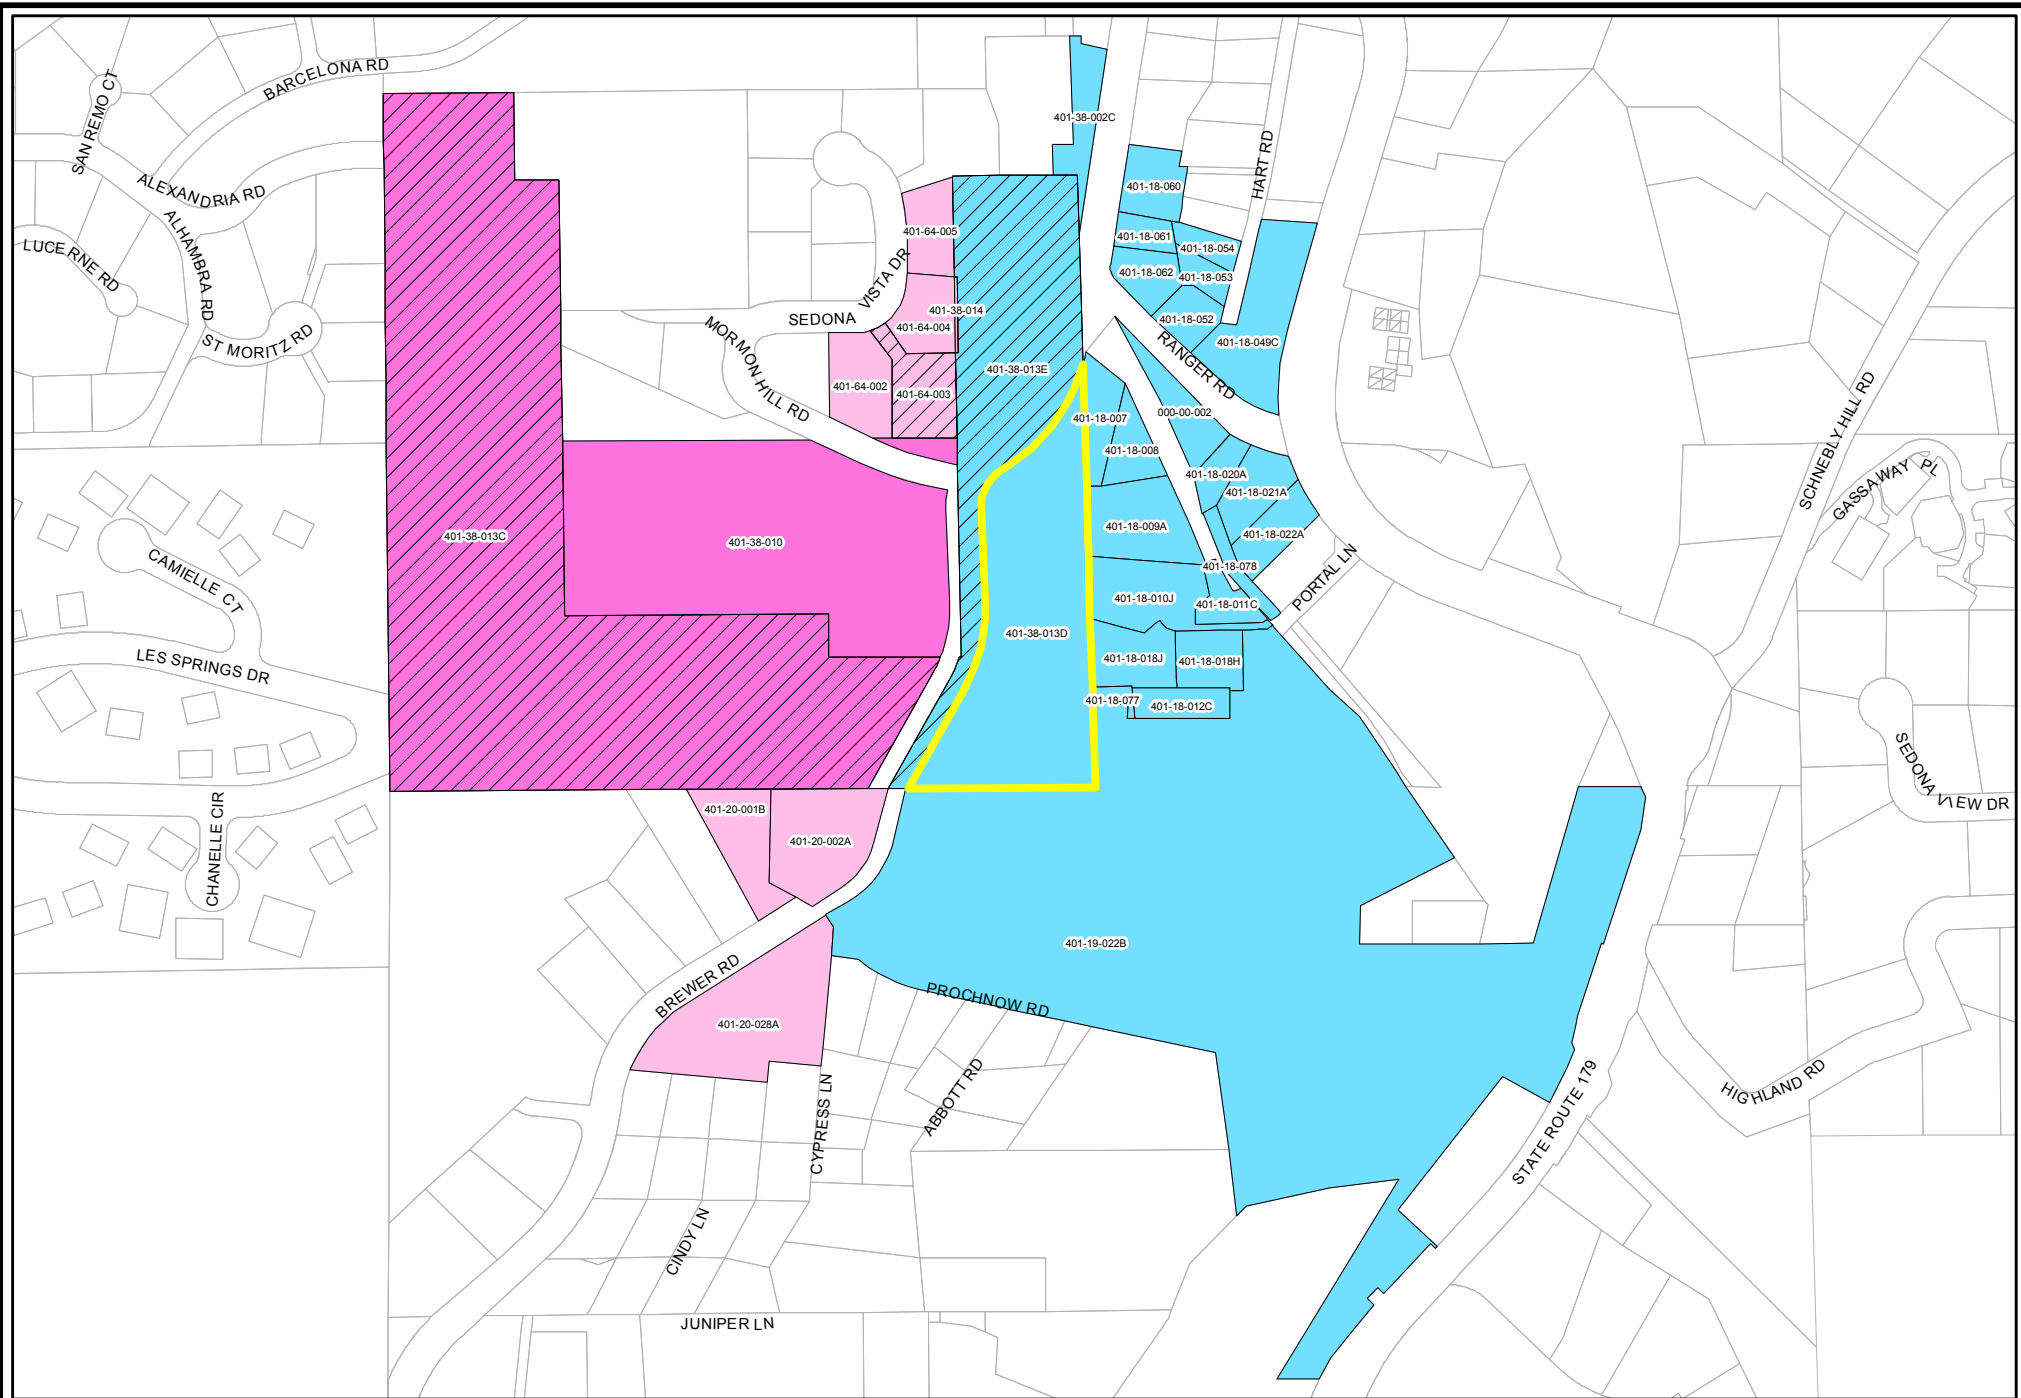 BARCELONA RD
SAN REMO CT
ALEXANDRIA RD
ALHAMBRA RD
LUCERNE RD
ST MORITZ RD
401-38-002C
HART RD
401-18-060
401-64-005
401-18-061
401-18-054
401-18-062
401-18-053
VISTA DR
SEDONA
401-38-014
401-64-004
401-18-052
MORMON HILL RD
401-18-049C
RANGER RD
401-38-013E
401-64-002
401-64-003
000-00-002
401-18-007
401-18-008
SCHNEBLY HILL RD
GASSAWAY PL
401-18-020A
401-18-021A
401-18-009A
401-18-022A
401-38-013C
401-38-010
401-18-078
PORTAL LN
CAMIELLE CT
401-18-010J
401-18-011C
401-38-013D
LES SPRINGS DR
401-18-018J
401-18-018H
401-18-077
401-18-012C
SEDONA VIEW DR
401-20-001B
401-20-002A
CHANELLE CIR
401-19-022B
BREWER RD
PROCHNOW RD
401-20-028A
ABBOTT RD
CYPRESS LN
HIGHLAND RD
STATE ROUTE 179
CINDY LN
JUNIPER LN